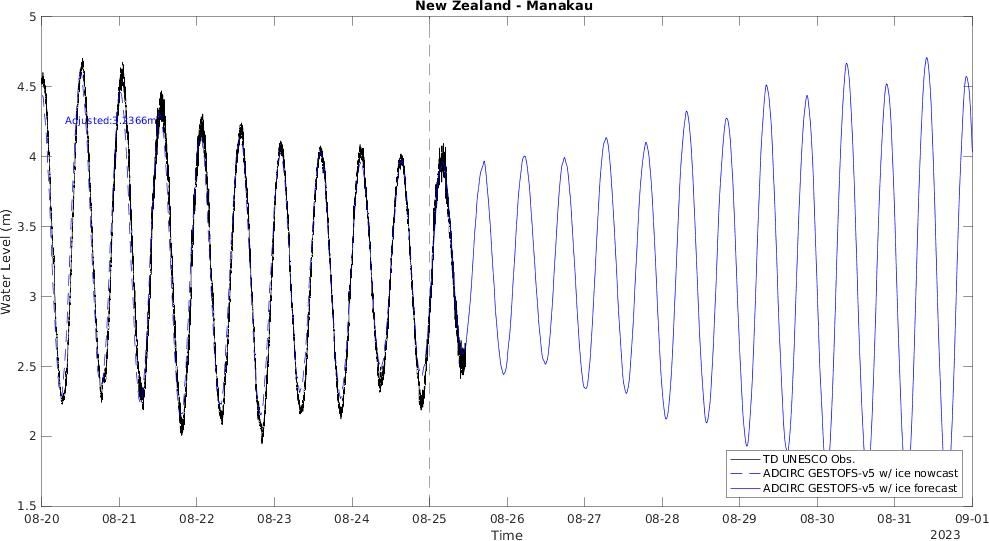 New Zealand - Manakau
Water Level (m)
5
4.5
4
3.5
3
2.5
2
1.5
Adjusted:3.2366m
TD UNESCO Obs.
ADCIRC GESTOFS-v5 w/ ice nowcast
ADCIRC GESTOFS-v5 w/ ice forecast
08-20 08-21 08-22 08-23 08-24 08-25 08-26 08-27 08-28 08-29 08-30 08-31 09-01
Time
2023